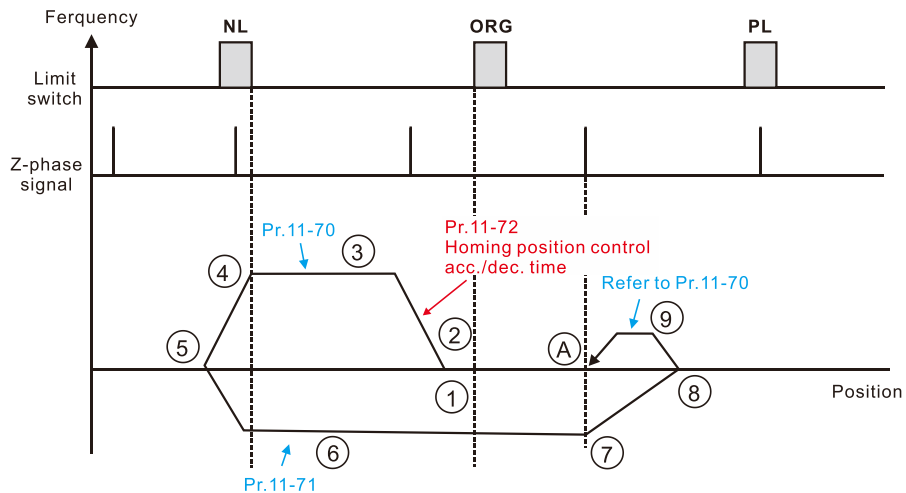 Ferquency
NL
ORG
PL
Limit
switch
Z-phase
signal
Pr.11-70
3
Pr.11-72
Homing position control
acc./dec. time
4
Refer to Pr.11-70
2
9
5
A
1
8
Position
6
7
Pr.11-71